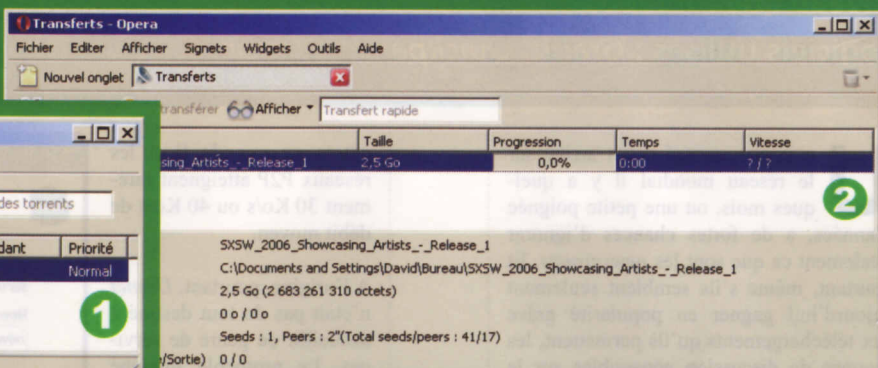 Transferts - Opera
Fichier Editer Afficher Signets Widgets Outils Aide
Nouvel onglet Transferts
transférer Afficher Transfert rapide
Taille Progression Temps Vitesse
sing_Artists_-_Release_1 2,5 Go 0,0% 0:00 ? / ?
2
des torrents
dant Priorité
Normal
1
SXSW_2006_Showcasing_Artists_-_Release_1
C:\Documents and Settings\David\Bureau\SXSW_2006_Showcasing_Artists_-_Release_1
2,5 Go (2 683 261 310 octets)
0 o / 0 o
Seeds : 1, Peers : 2"(Total seeds/peers : 41/17)
e/Sortie) 0 / 0